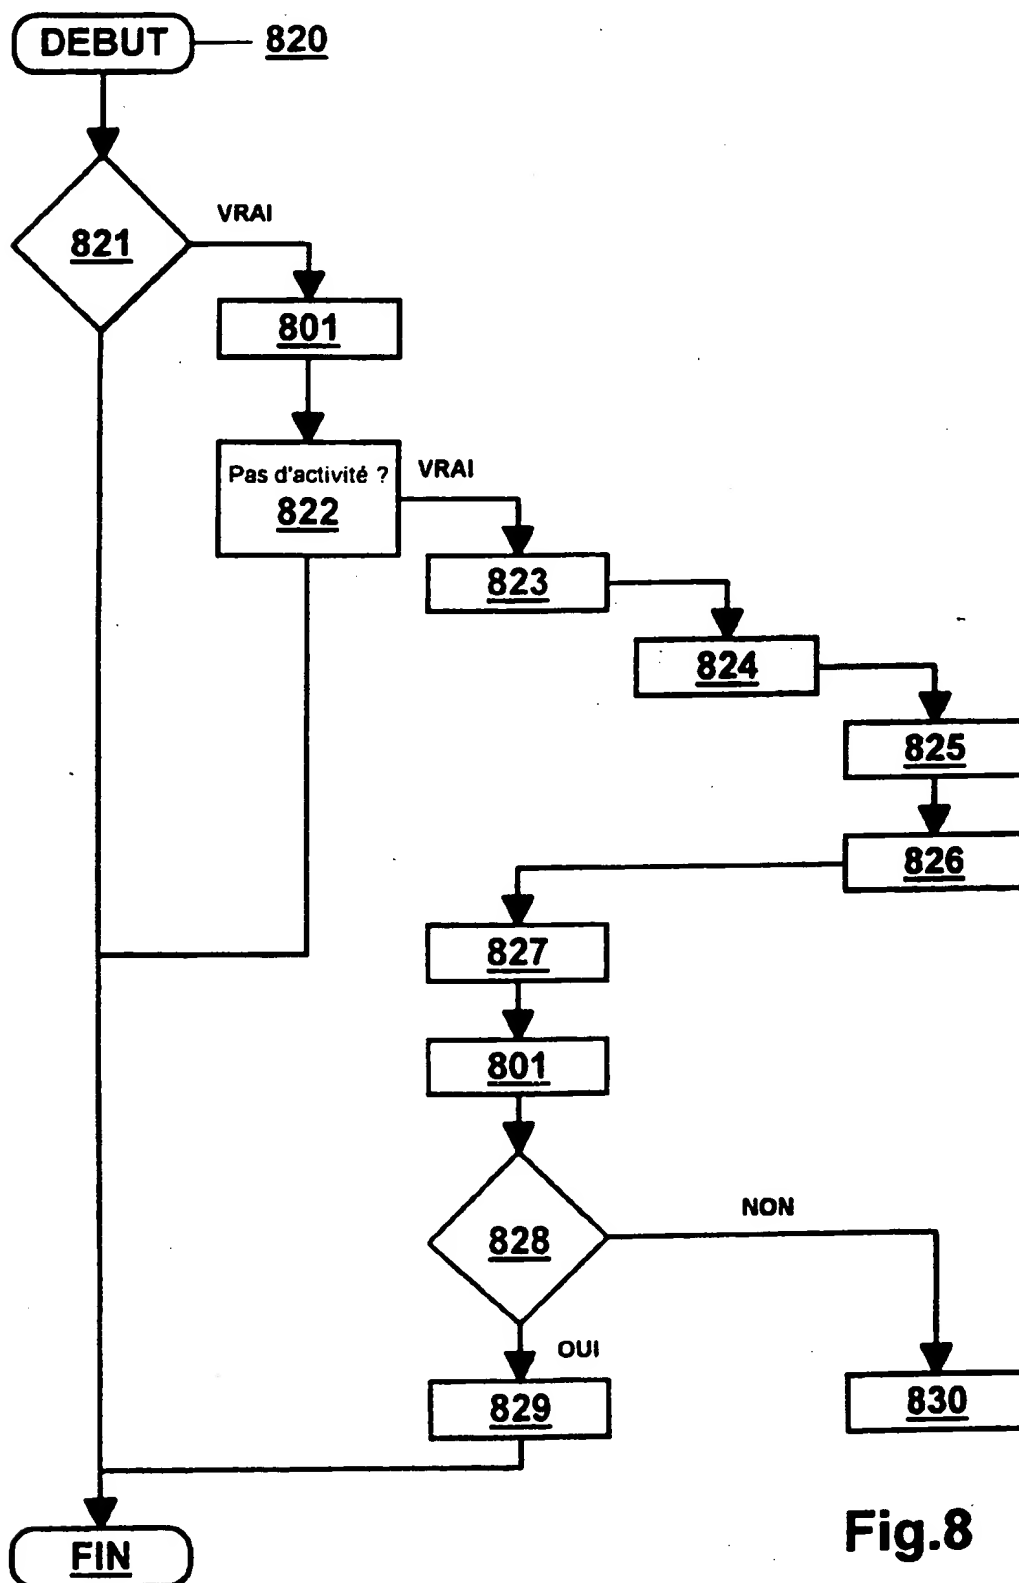 DEBUT
820
821
VRAI
801
Pas d'activité ?
822
VRAI
823
824
825
826
827
801
828
NON
OUI
829
830
FIN
Fig.8